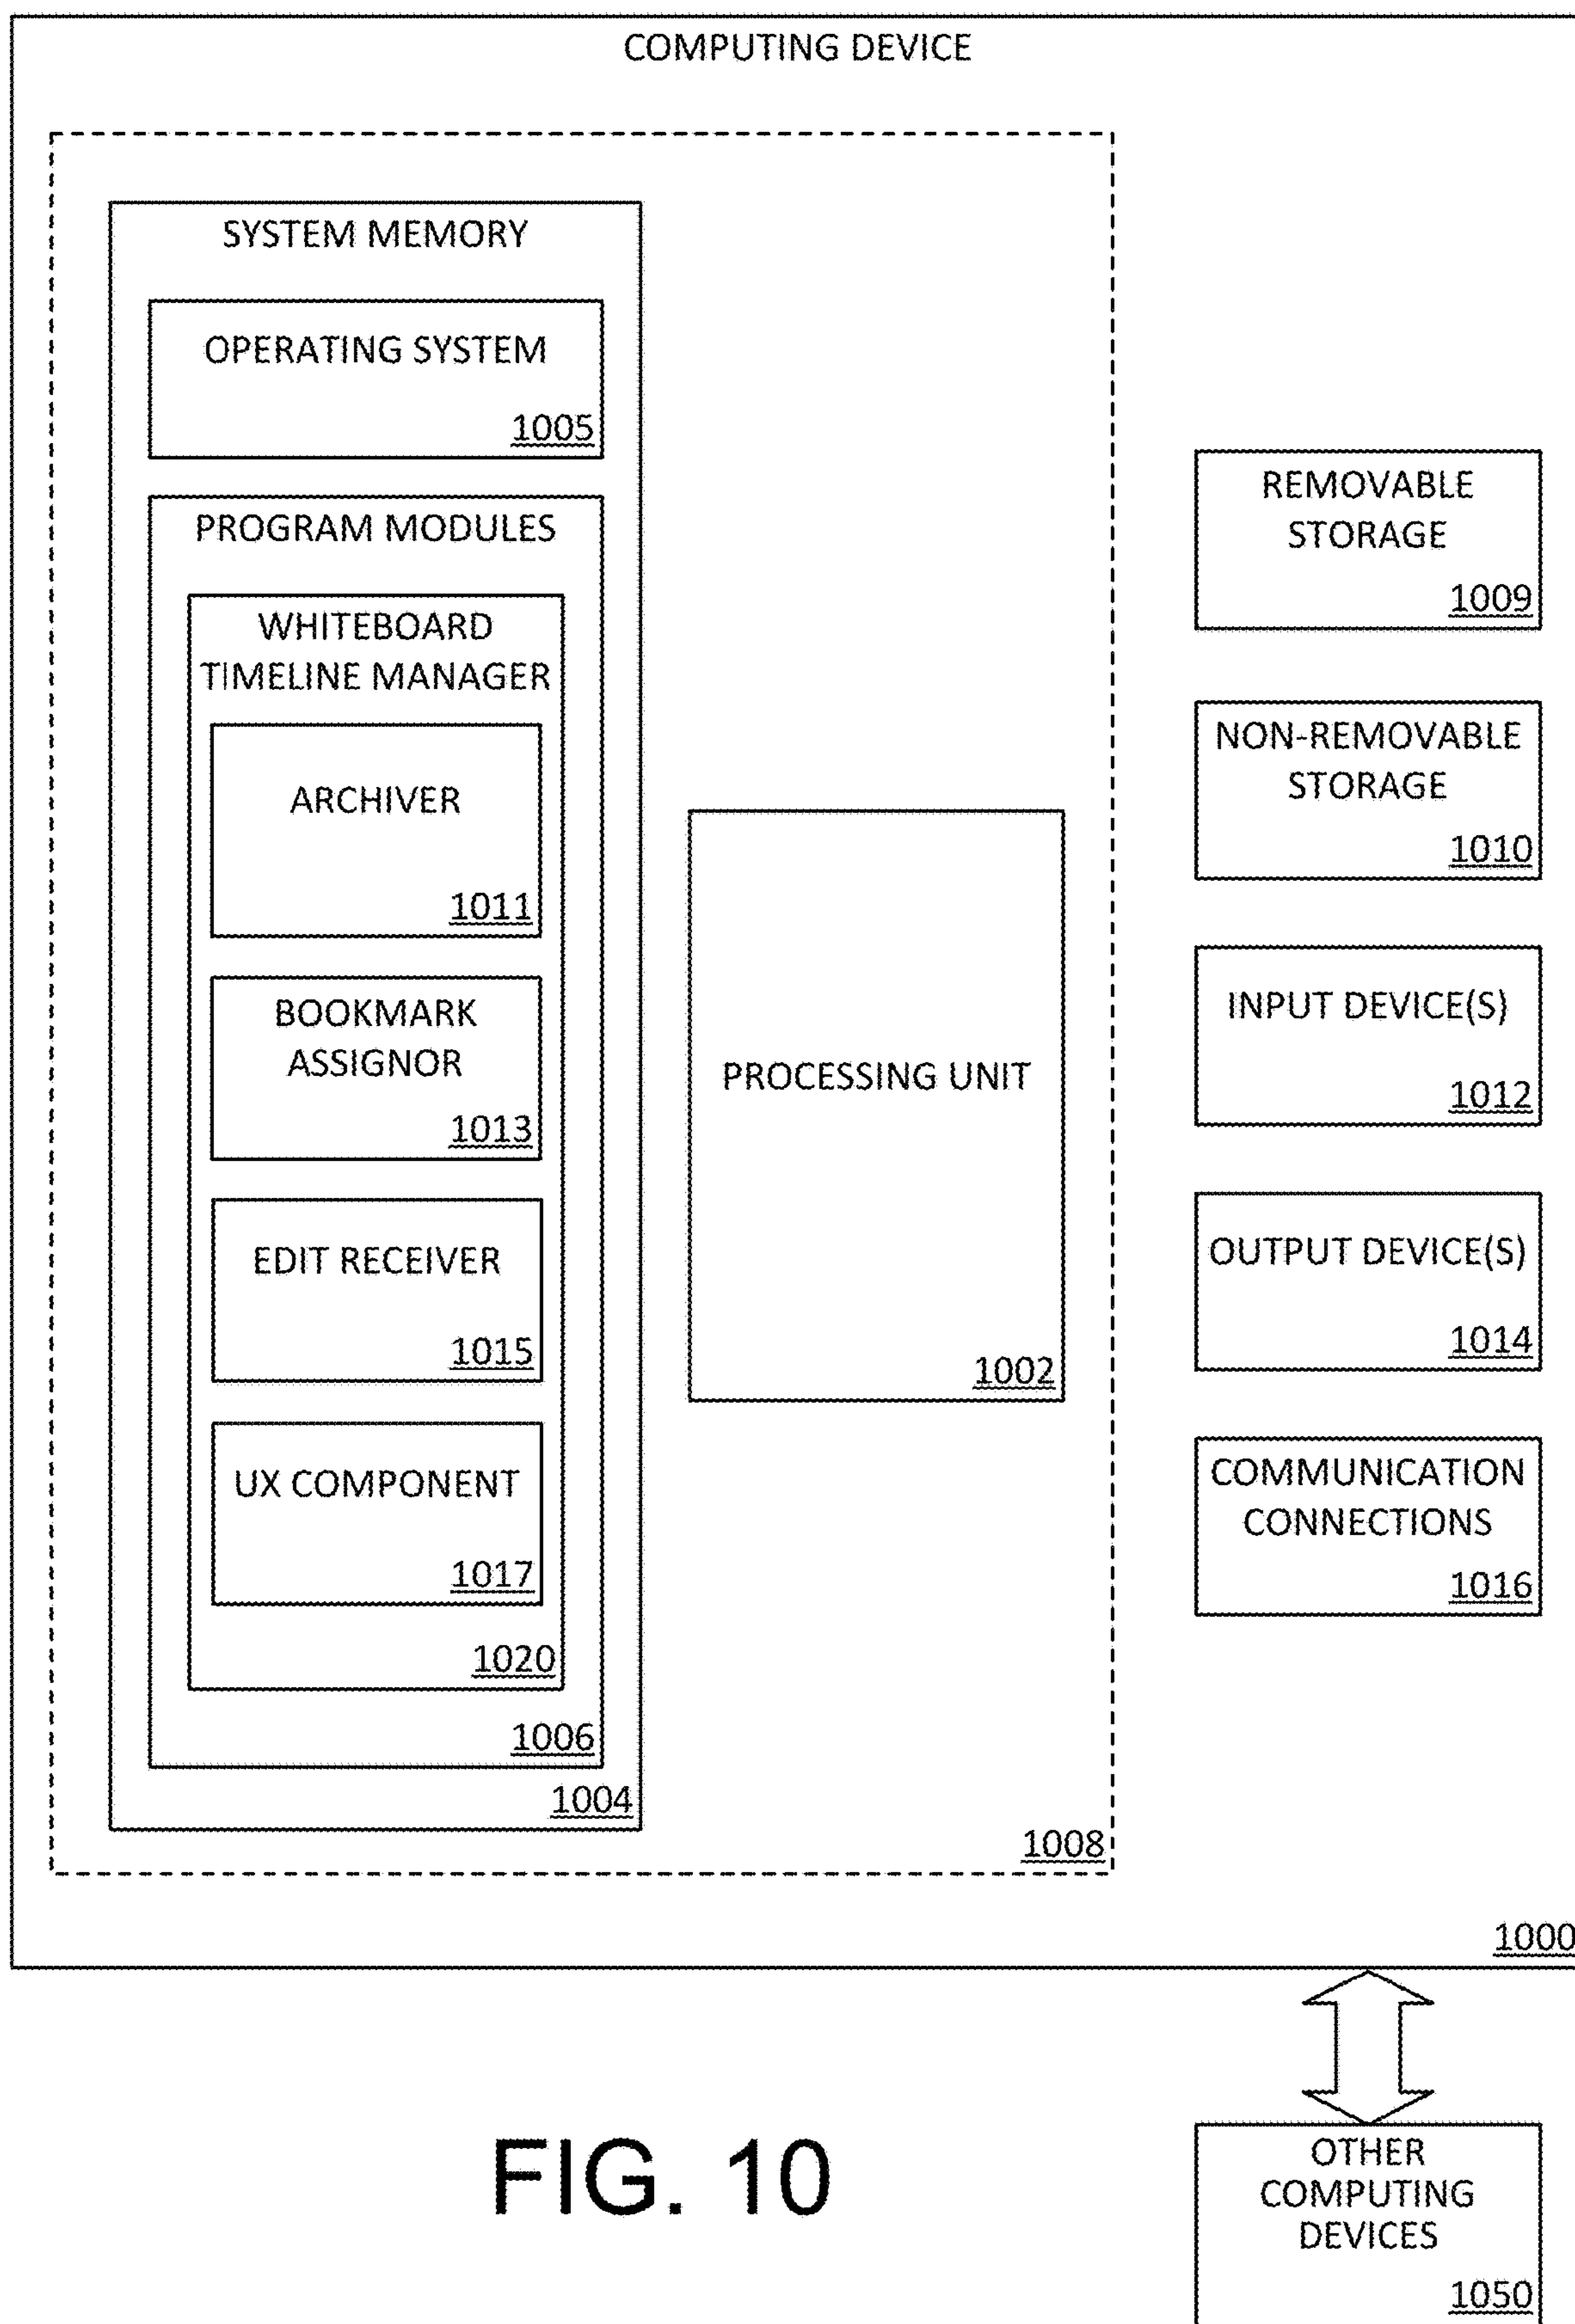 COMPUTING DEVICE
SYSTEM MEMORY
OPERATING SYSTEM
1005
PROGRAM MODULES
WHITEBOARD
TIMELINE MANAGER
ARCHIVER
1011
BOOKMARK
ASSIGNOR
1013
EDIT RECEIVER
1015
UX COMPONENT
1017
1020
1006
1004
PROCESSING UNIT
1002
1008
REMOVABLE
STORAGE
1009
NON-REMOVABLE
STORAGE
1010
INPUT DEVICE(S)
1012
OUTPUT DEVICE(S)
1014
COMMUNICATION
CONNECTIONS
1016
1000
OTHER
COMPUTING
DEVICES
1050
FIG. 10